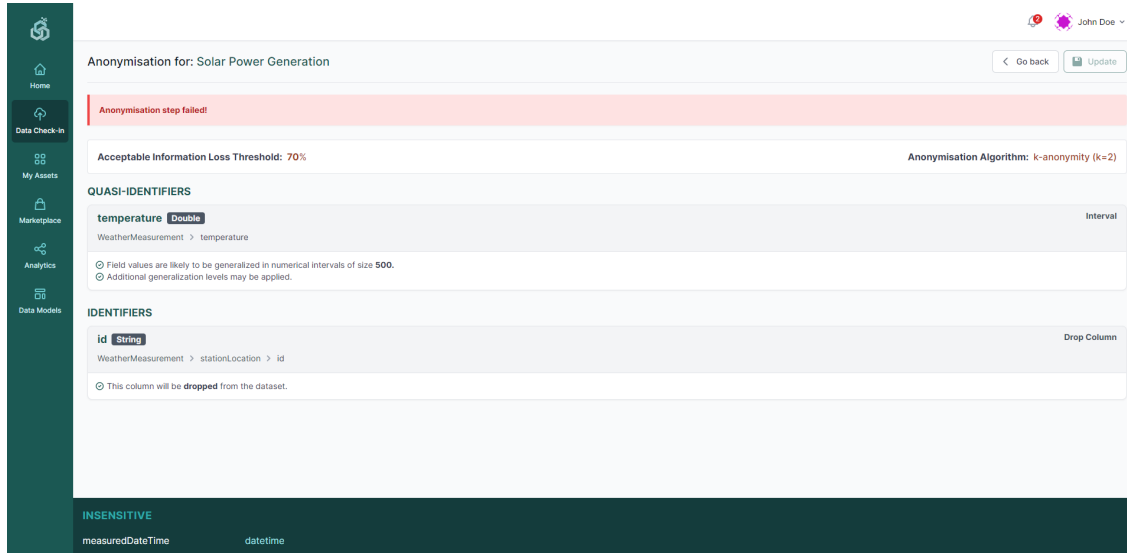 2
John Doe
Home
Data Check-in
My Assets
Marketplace
Analytics
Data Models
Anonymisation for: Solar Power Generation
Go back
Update
Anonymisation step failed!
Acceptable Information Loss Threshold: 70%
Anonymisation Algorithm: k-anonymity (k=2)
QUASI-IDENTIFIERS
temperature Double
Interval
WeatherMeasurement > temperature
Field values are likely to be generalized in numerical intervals of size 500.
Additional generalization levels may be applied.
IDENTIFIERS
id String
Drop Column
WeatherMeasurement > stationLocation > id
This column will be dropped from the dataset.
INSENSITIVE
measuredDateTime datetime